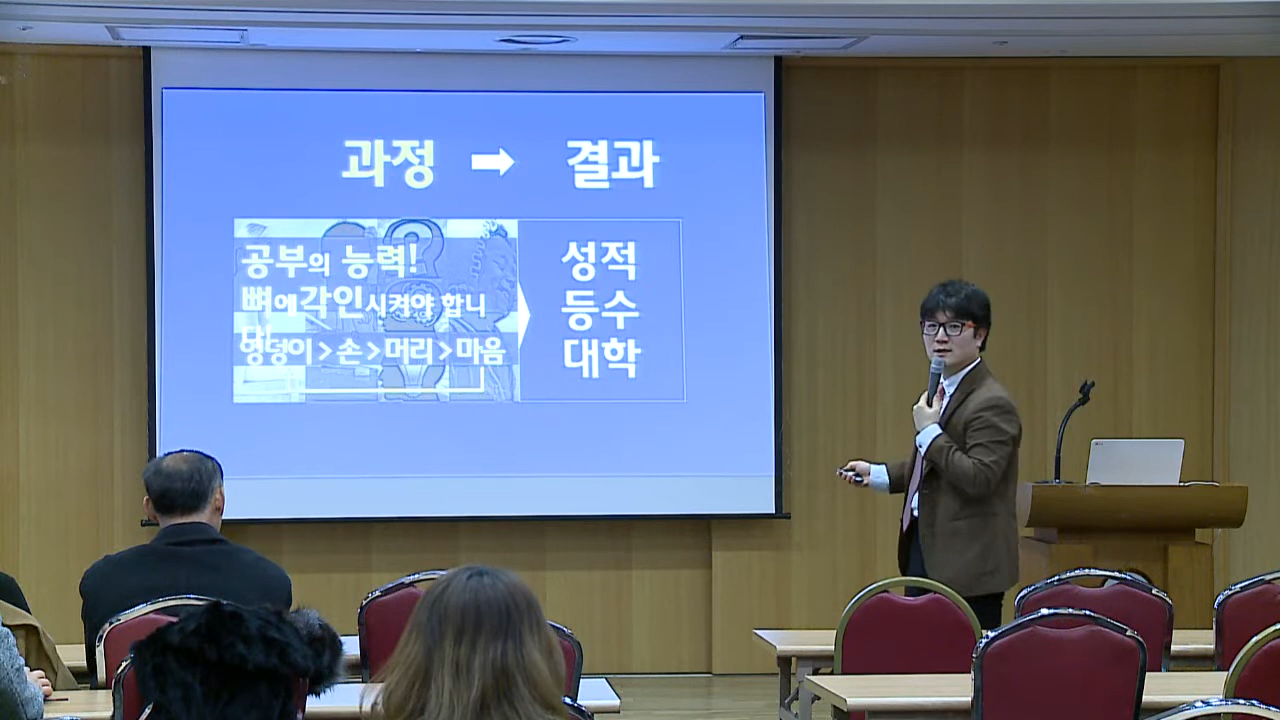 과정 ➡ 결과
공부의 능력!
뼈에 각인시켜야 합니
다!
엉덩이 > 손 > 머리 > 마음
성적
등수
대학